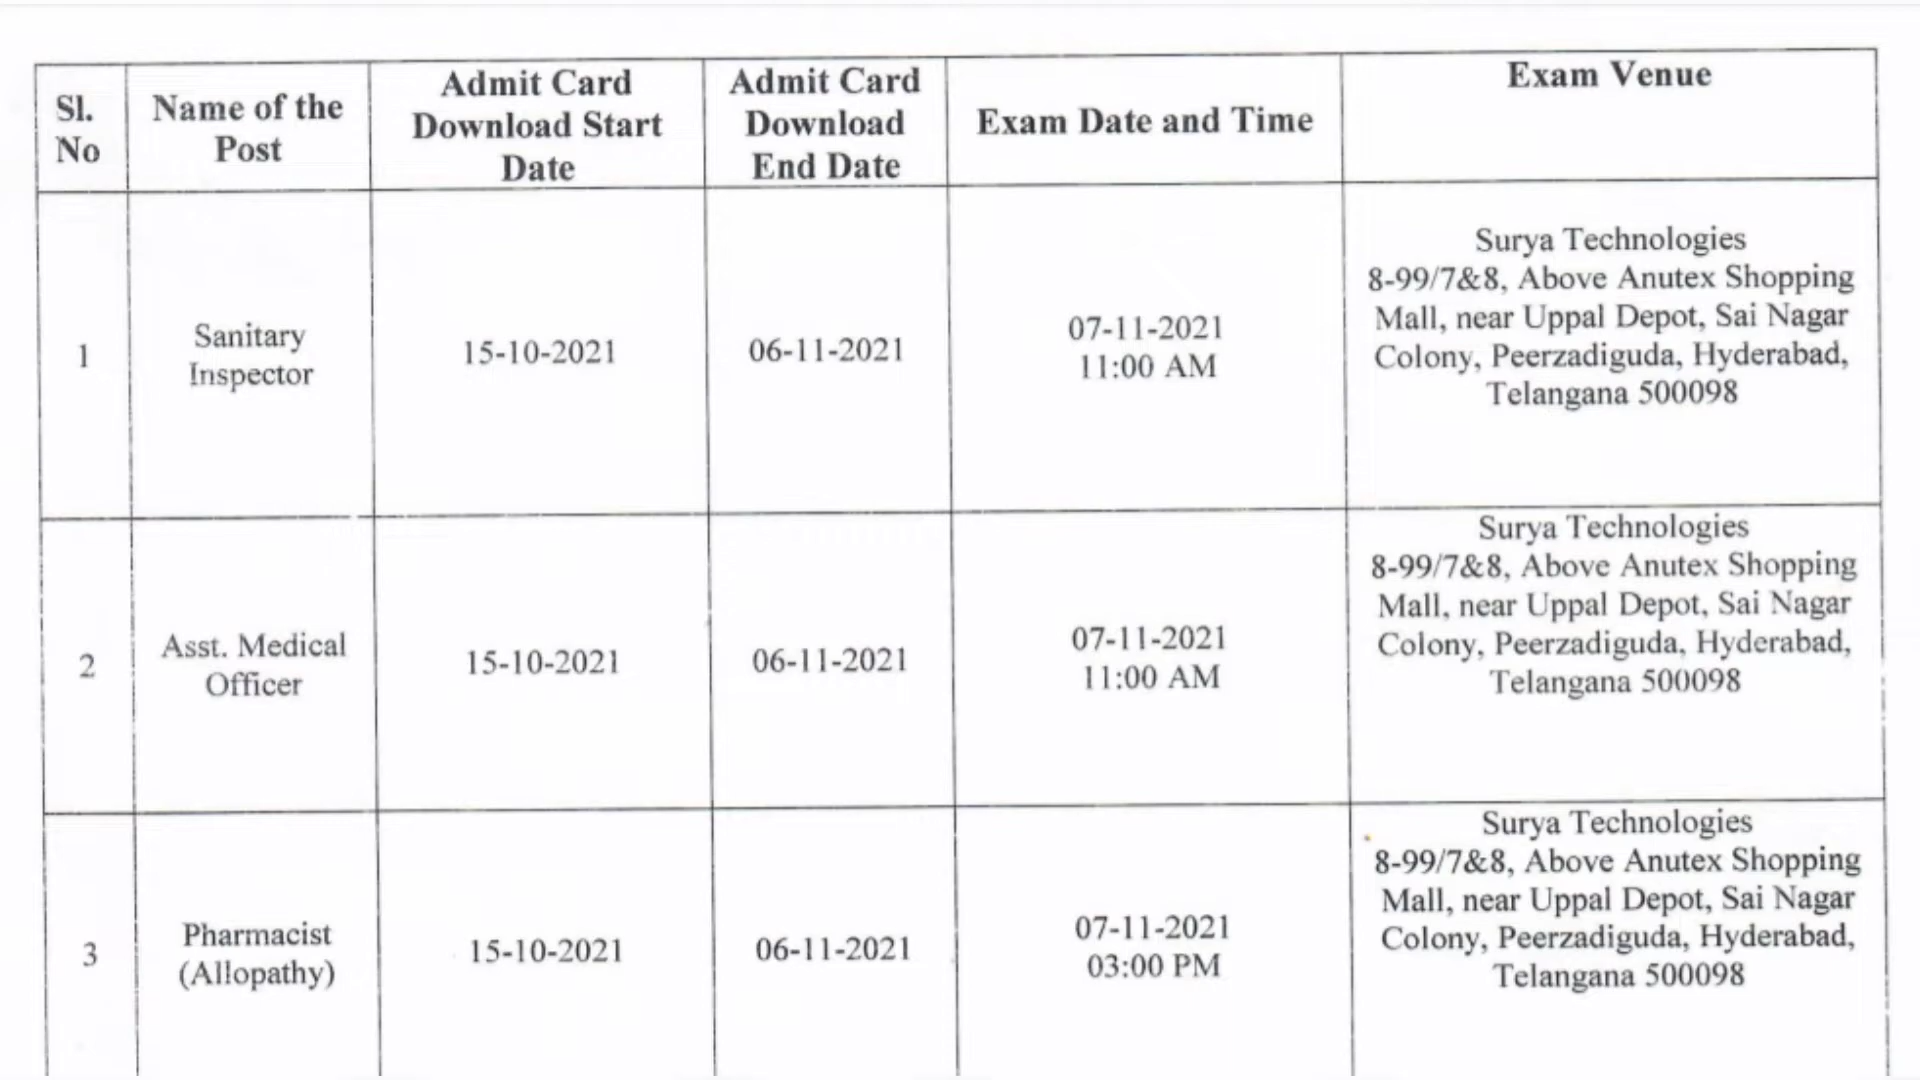 Sl. No
Name of the Post
Admit Card Download Start Date
Admit Card Download End Date
Exam Date and Time
Exam Venue
1
Sanitary
Inspector
15-10-2021
06-11-2021
07-11-2021
11:00 AM
Surya Technologies
8-99/7&8, Above Anutex Shopping
Mall, near Uppal Depot, Sai Nagar
Colony, Peerzadiguda, Hyderabad,
Telangana 500098
2
Asst. Medical
Officer
15-10-2021
06-11-2021
07-11-2021
11:00 AM
Surya Technologies
8-99/7&8, Above Anutex Shopping
Mall, near Uppal Depot, Sai Nagar
Colony, Peerzadiguda, Hyderabad,
Telangana 500098
3
Pharmacist
(Allopathy)
15-10-2021
06-11-2021
07-11-2021
03:00 PM
Surya Technologies
8-99/7&8, Above Anutex Shopping
Mall, near Uppal Depot, Sai Nagar
Colony, Peerzadiguda, Hyderabad,
Telangana 500098